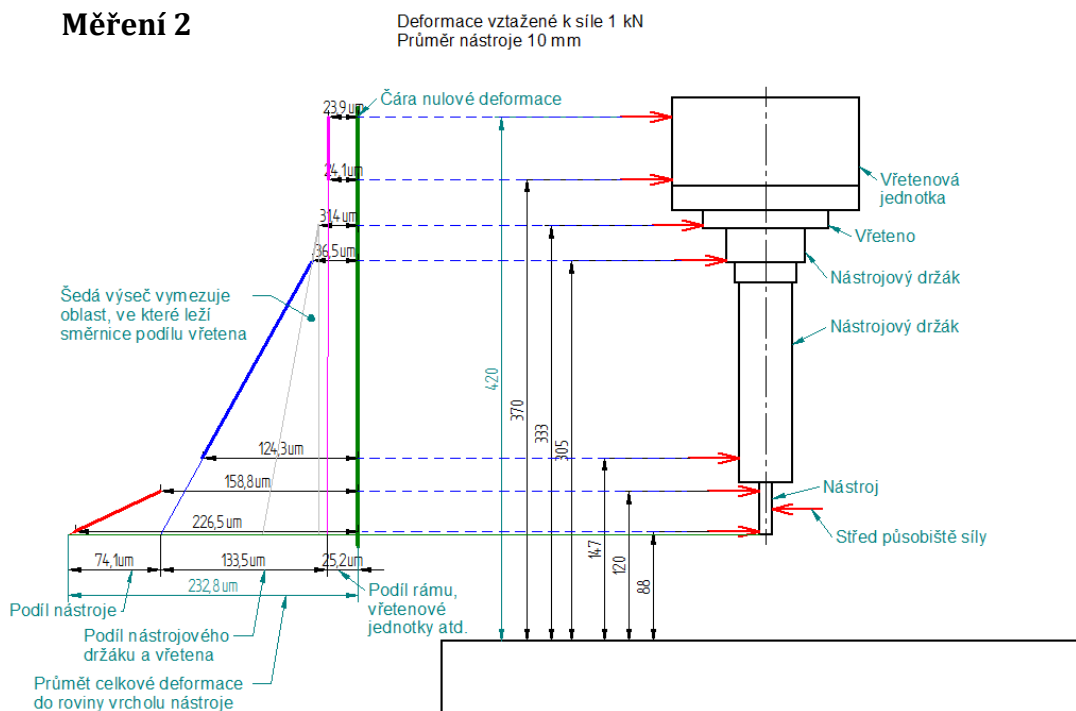 Měření 2
Deformace vztažené k síle 1 kN
Průměr nástroje 10 mm
23,9um
Čára nulové deformace
24,1um
31,4um
36,5um
Vřetenová
jednotka
Vřeteno
Nástrojový držák
Šedá výseč vymezuje
oblast, ve které leží
směrnice podílu vřetena
Nástrojový držák
420
370
333
305
124,3um
158,8um
226,5um
147
120
88
Nástroj
Střed působiště síly
74,1um
133,5um
25,2um
232,8um
Podíl nástroje
Podíl nástrojového
držáku a vřetena
Podíl rámu,
vřetenové
jednotky atd.
Průmět celkové deformace
do roviny vrcholu nástroje